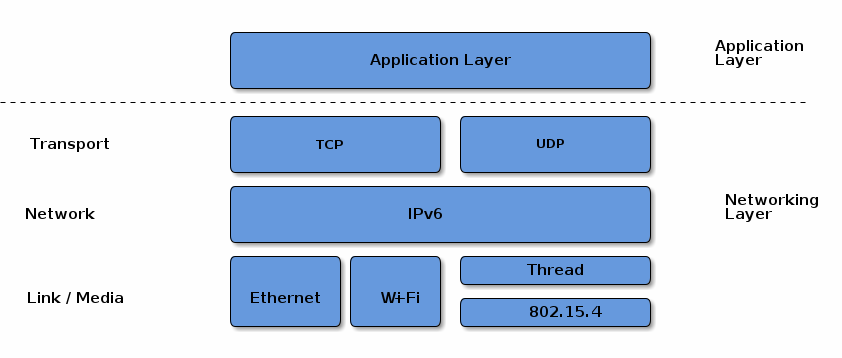 Application Layer
Application
Layer
Transport
TCP
UDP
Network
IPv6
Networking
Layer
Link / Media
Ethernet
Wi-Fi
Thread
802.15.4